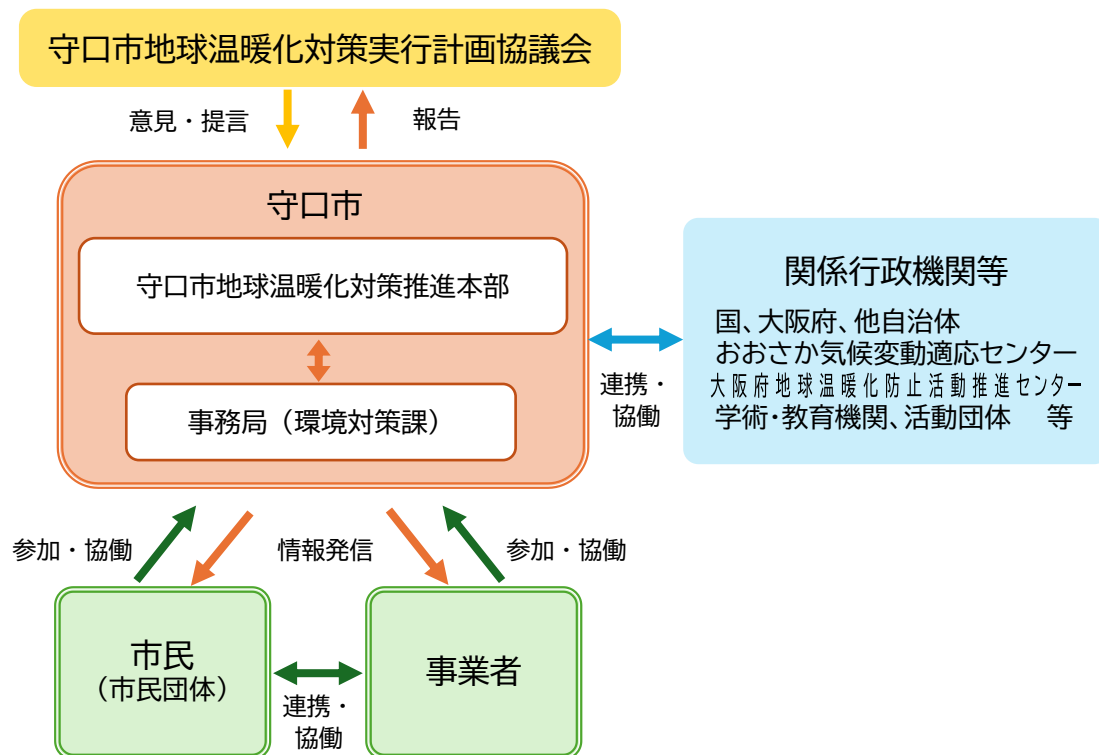 守口市地球温暖化対策実行計画協議会
意見・提言
報告
守口市
守口市地球温暖化対策推進本部
事務局（環境対策課）
連携・
協働
関係行政機関等
国、大阪府、他自治体
おおさか気候変動適応センター
大阪府地球温暖化防止活動推進センター
学術・教育機関、活動団体　等
参加・協働
情報発信
参加・協働
市民
（市民団体）
連携・
協働
事業者